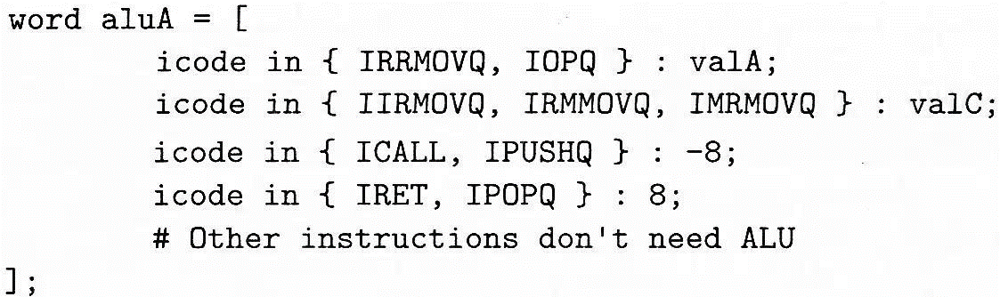 word aluA = [
icode in { IRRMOVQ, IOPQ } : valA;
icode in { IIRMOVQ, IRMMOVQ, IMRMOVQ } : valC;
icode in { ICALL, IPUSHQ } : -8;
icode in { IRET, IPOPQ } : 8;
# Other instructions don't need ALU
];